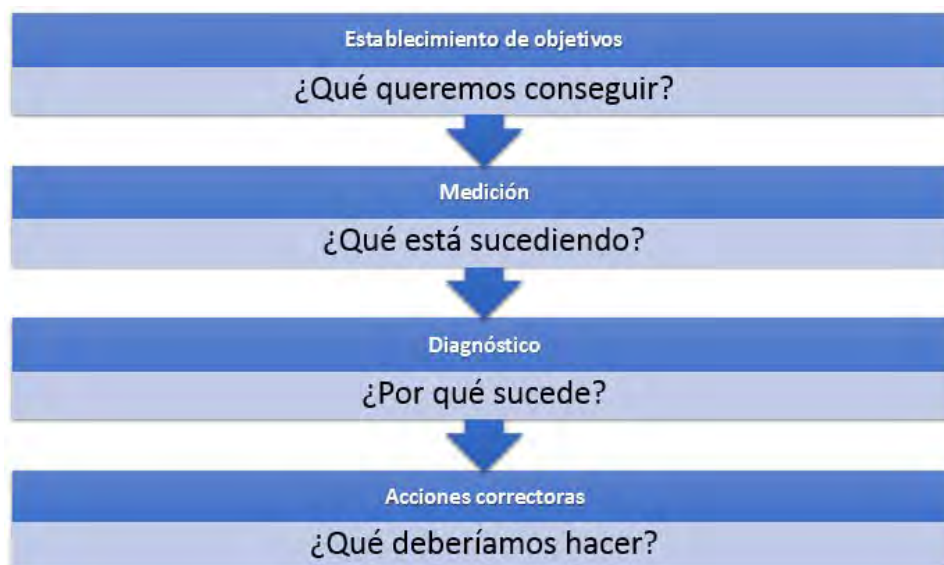 Establecimiento de objetivos
¿Qué queremos conseguir?
Medición
¿Qué está sucediendo?
Diagnóstico
¿Por qué sucede?
Acciones correctoras
¿Qué deberíamos hacer?